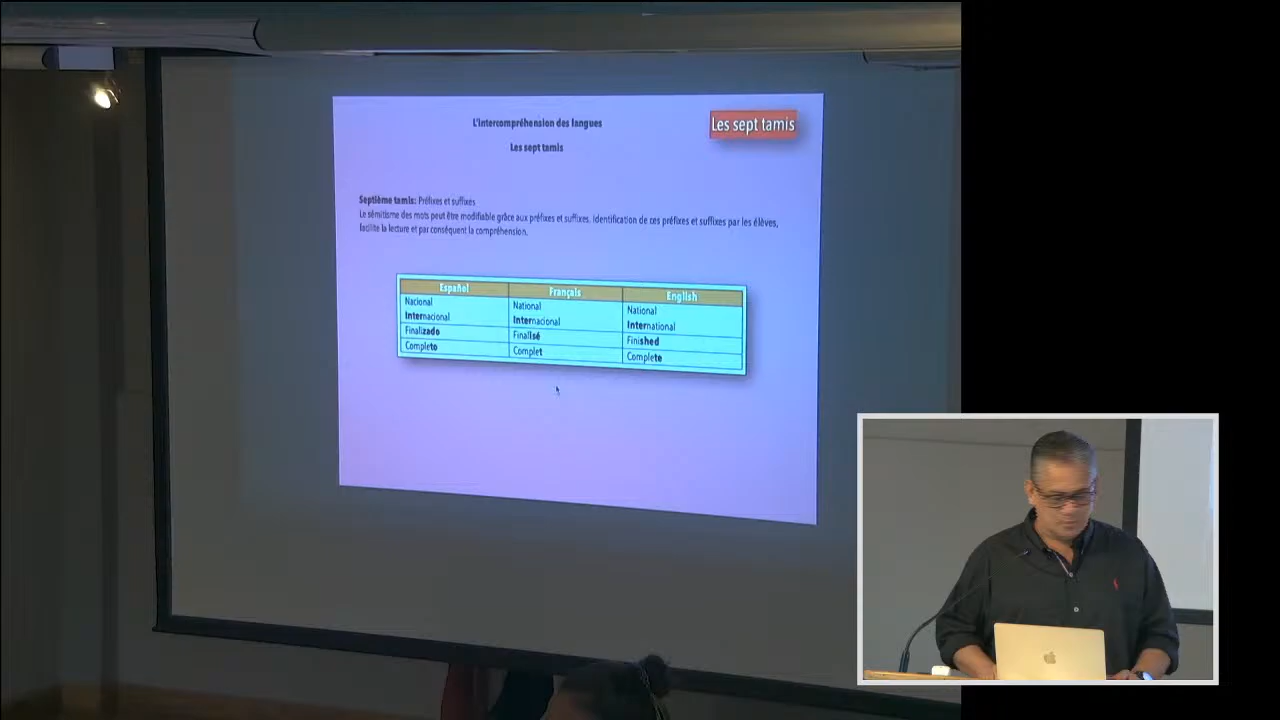 L'intercompréhension des langues
Les sept tamis
Les sept tamis
Septième tamis: Préfixes et suffixes
Le sémitisme des mots peut être modifiable grâce aux préfixes et suffixes. Identification de ces préfixes et suffixes par les élèves,
facilite la lecture et par conséquent la compréhension.
Español Français English
Nacional National National
Internacional Internacional International
Finalizado Finalisé Finished
Completo Complet Complete